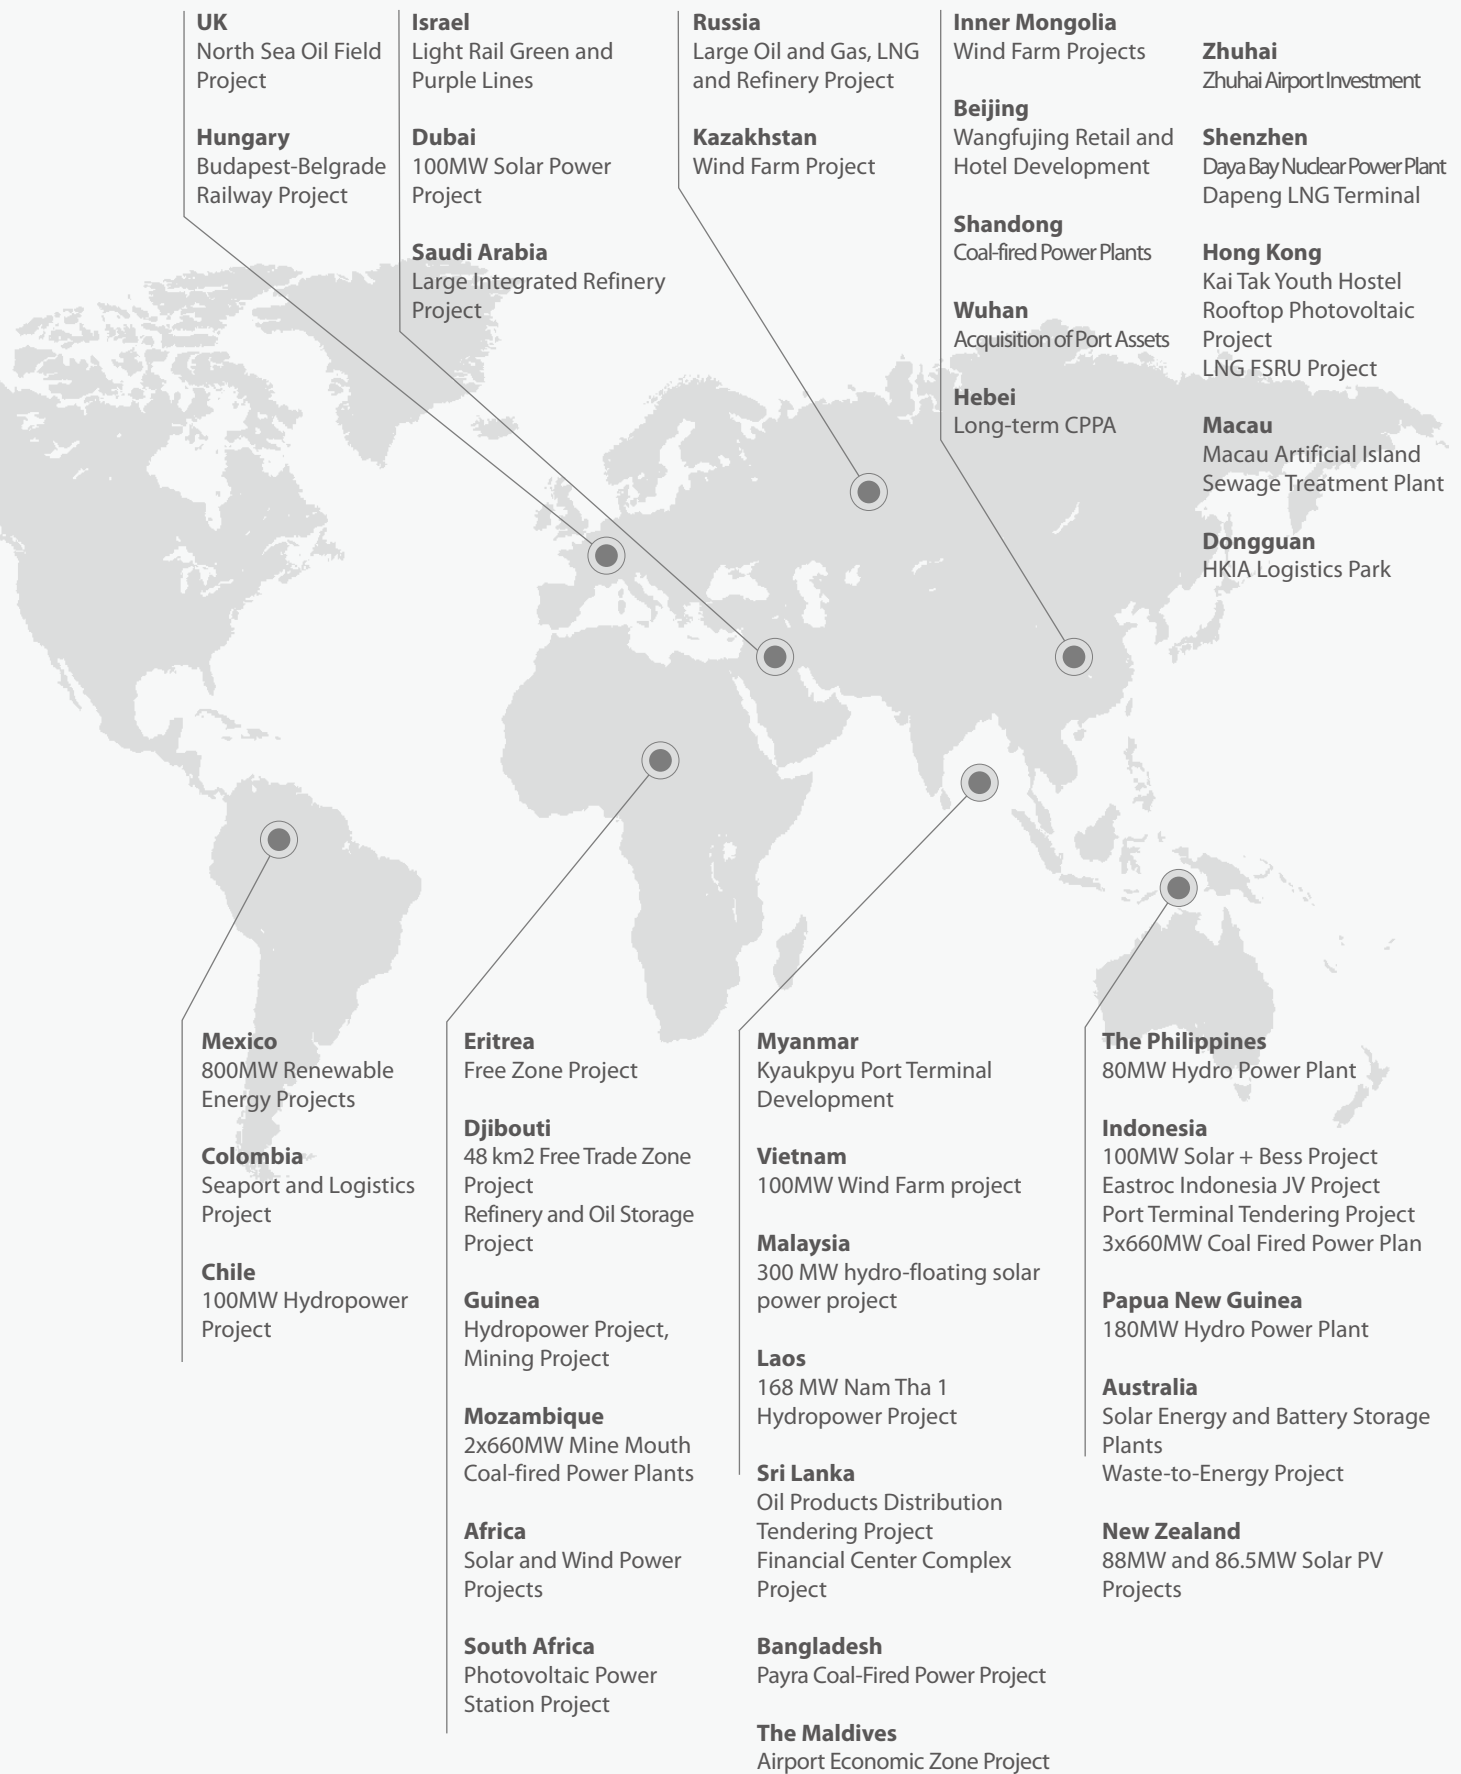 UK
North Sea Oil Field
Project
Hungary
Budapest-Belgrade
Railway Project
Israel
Light Rail Green and
Purple Lines
Dubai
100MW Solar Power
Project
Saudi Arabia
Large Integrated Refinery
Project
Russia
Large Oil and Gas, LNG
and Refinery Project
Kazakhstan
Wind Farm Project
Inner Mongolia
Wind Farm Projects
Beijing
Wangfujing Retail and
Hotel Development
Shandong
Coal-fired Power Plants
Wuhan
Acquisition of Port Assets
Hebei
Long-term CPPA
Zhuhai
Zhuhai Airport Investment
Shenzhen
Daya Bay Nuclear Power Plant
Dapeng LNG Terminal
Hong Kong
Kai Tak Youth Hostel
Rooftop Photovoltaic
Project
LNG FSRU Project
Macau
Macau Artificial Island
Sewage Treatment Plant
Dongguan
HKIA Logistics Park
Mexico
800MW Renewable
Energy Projects
Colombia
Seaport and Logistics
Project
Chile
100MW Hydropower
Project
Eritrea
Free Zone Project
Djibouti
48 km2 Free Trade Zone
Project
Refinery and Oil Storage
Project
Guinea
Hydropower Project,
Mining Project
Mozambique
2x660MW Mine Mouth
Coal-fired Power Plants
Africa
Solar and Wind Power
Projects
South Africa
Photovoltaic Power
Station Project
Myanmar
Kyaukpyu Port Terminal
Development
Vietnam
100MW Wind Farm project
Malaysia
300 MW hydro-floating solar
power project
Laos
168 MW Nam Tha 1
Hydropower Project
Sri Lanka
Oil Products Distribution
Tendering Project
Financial Center Complex
Project
Bangladesh
Payra Coal-Fired Power Project
The Maldives
Airport Economic Zone Project
The Philippines
80MW Hydro Power Plant
Indonesia
100MW Solar + Bess Project
Eastroc Indonesia JV Project
Port Terminal Tendering Project
3x660MW Coal Fired Power Plan
Papua New Guinea
180MW Hydro Power Plant
Australia
Solar Energy and Battery Storage
Plants
Waste-to-Energy Project
New Zealand
88MW and 86.5MW Solar PV
Projects